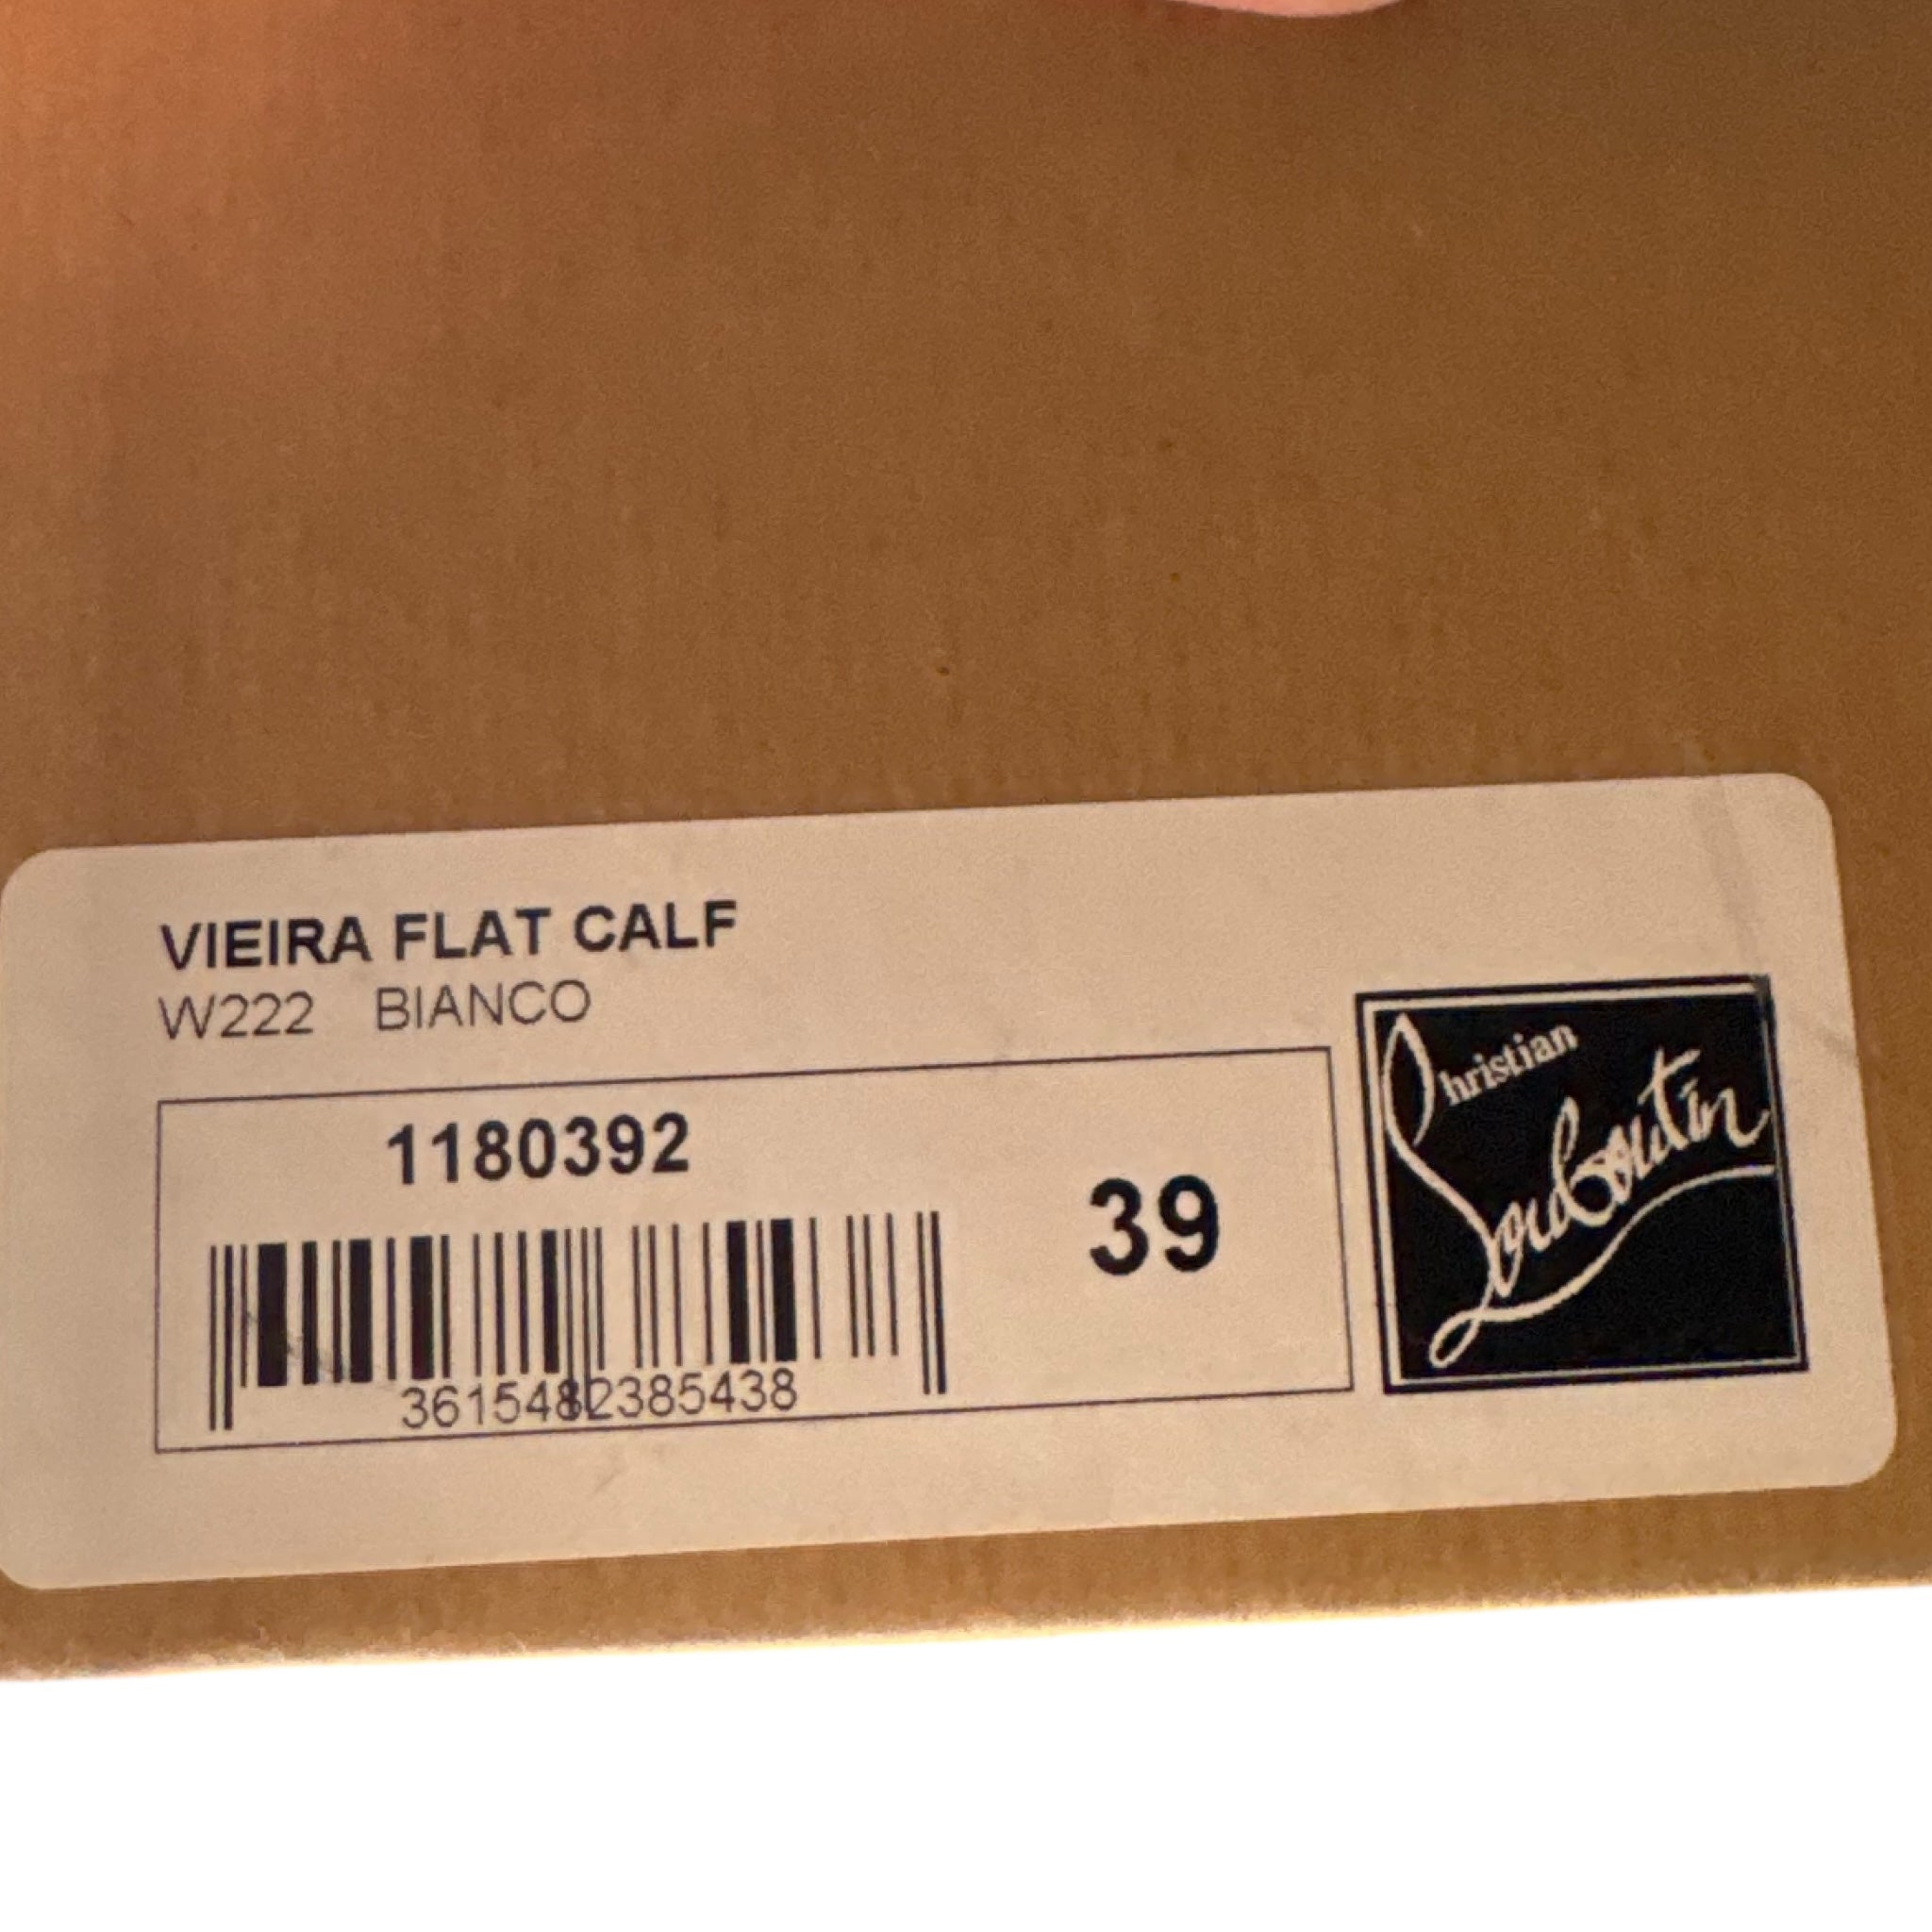 VIEIRA FLAT CALF
W222 BIANCO
1180392
39
3615482385438
Christian
Louboutin